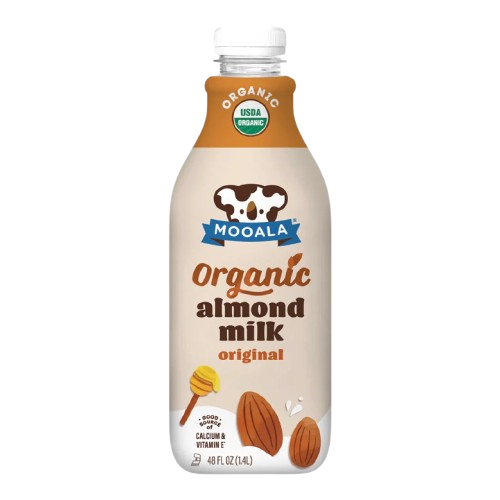 ORGANIC
USDA
ORGANIC
MOOALA®
Organic
almond
milk
original
GOOD
SOURCE
of
CALCIUM &
VITAMIN E*
48 FL OZ (1.4L)